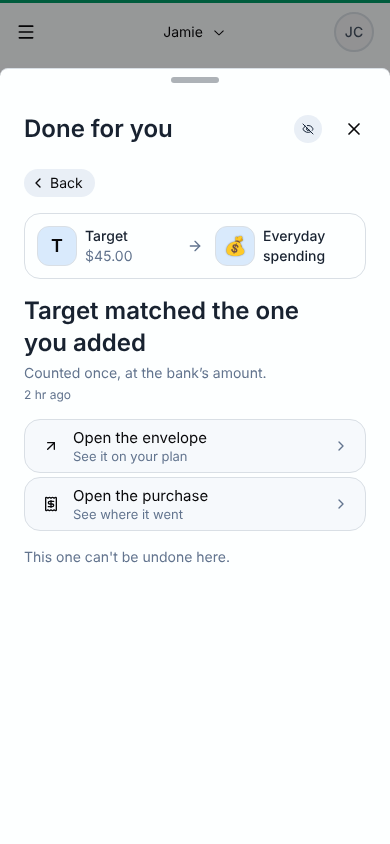 Jamie
JC
Done for you
Back
T
Target
$45.00
Everyday
spending
Target matched the one
you added
Counted once, at the bank’s amount.
2 hr ago
Open the envelope
See it on your plan
Open the purchase
See where it went
This one can't be undone here.